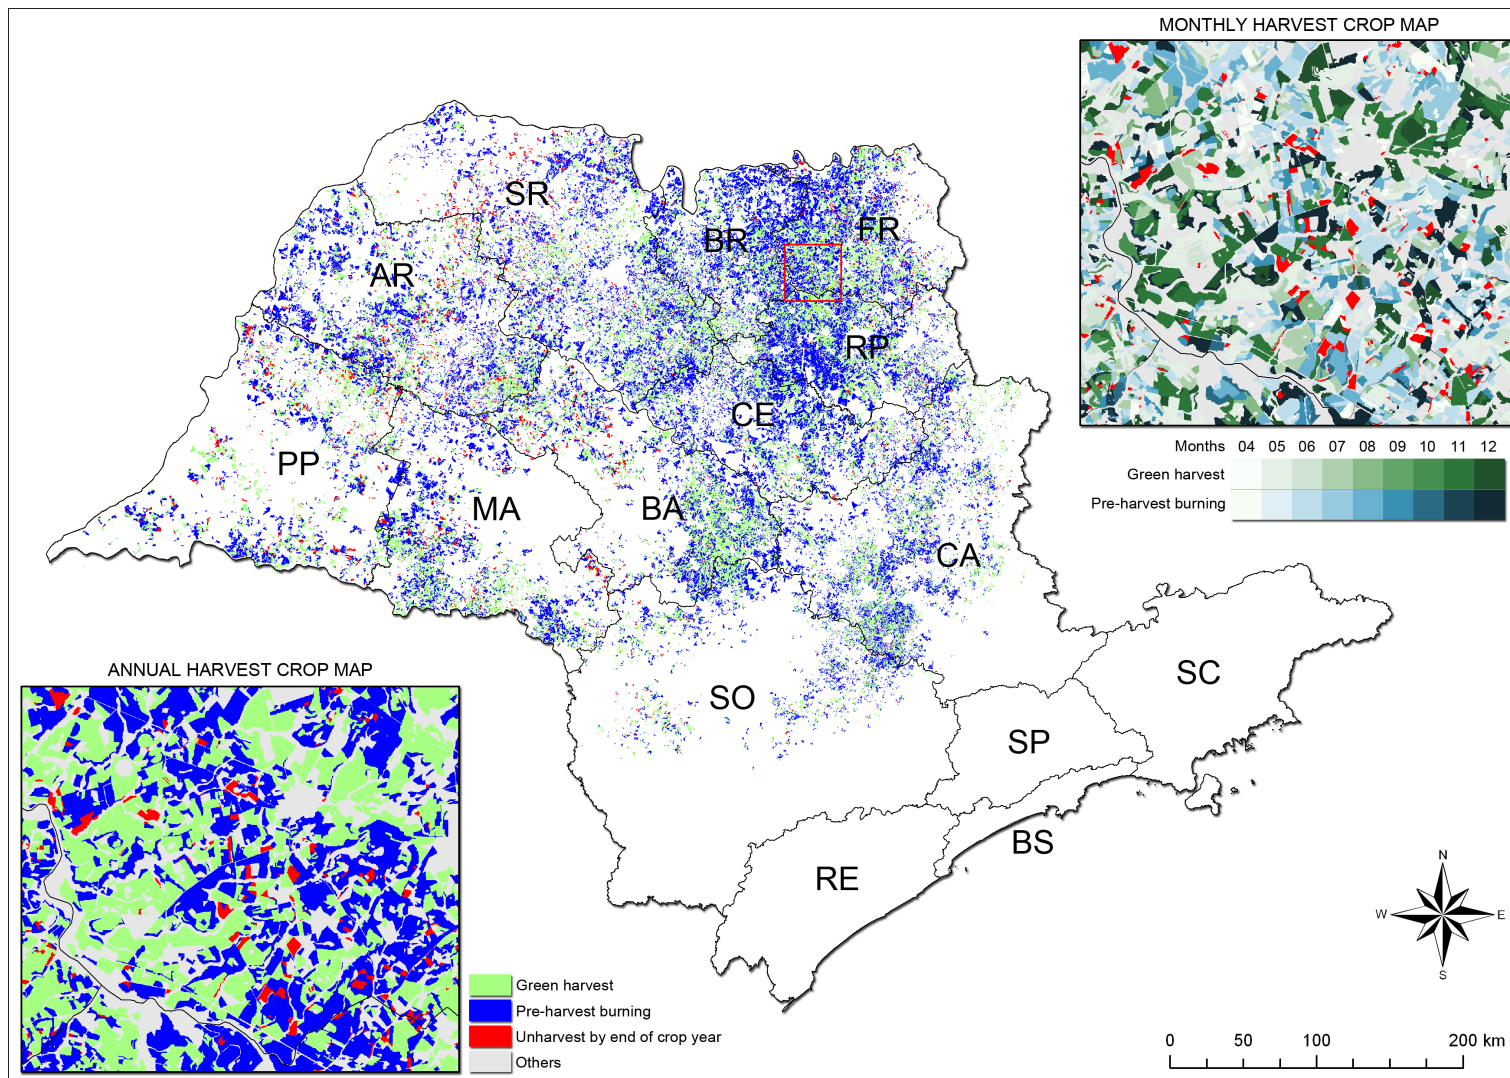 MONTHLY HARVEST CROP MAP
SR
BR
FR
AR
RP
CE
Months 04 05 06 07 08 09 10 11 12
Green harvest
Pre-harvest burning
PP
MA
BA
CA
ANNUAL HARVEST CROP MAP
SO
SC
SP
BS
RE
N
W
E
S
Green harvest
Pre-harvest burning
Unharvest by end of crop year
Others
0 50 100 200 km